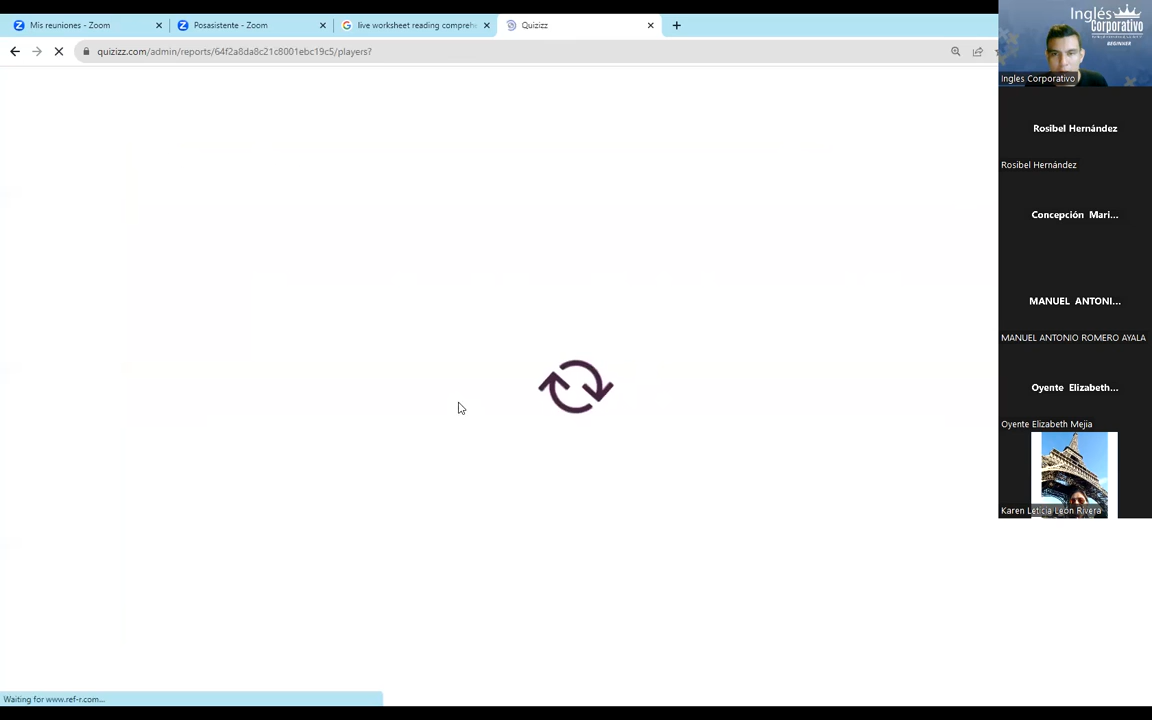 Mis reuniones - Zoom
Posasistente - Zoom
live worksheet reading comprehe
Quizizz
quizizz.com/admin/reports/64f2a8da8c21c8001ebc19c5/players?
Inglés
Corporativo
BEGINNER
Ingles Corporativo
Rosibel Hernández
Rosibel Hernández
Concepción Mari...
MANUEL ANTONI...
MANUEL ANTONIO ROMERO AYALA
Oyente Elizabeth...
Oyente Elizabeth Mejia
Karen Leticia León Rivera
Waiting for www.ref-r.com...